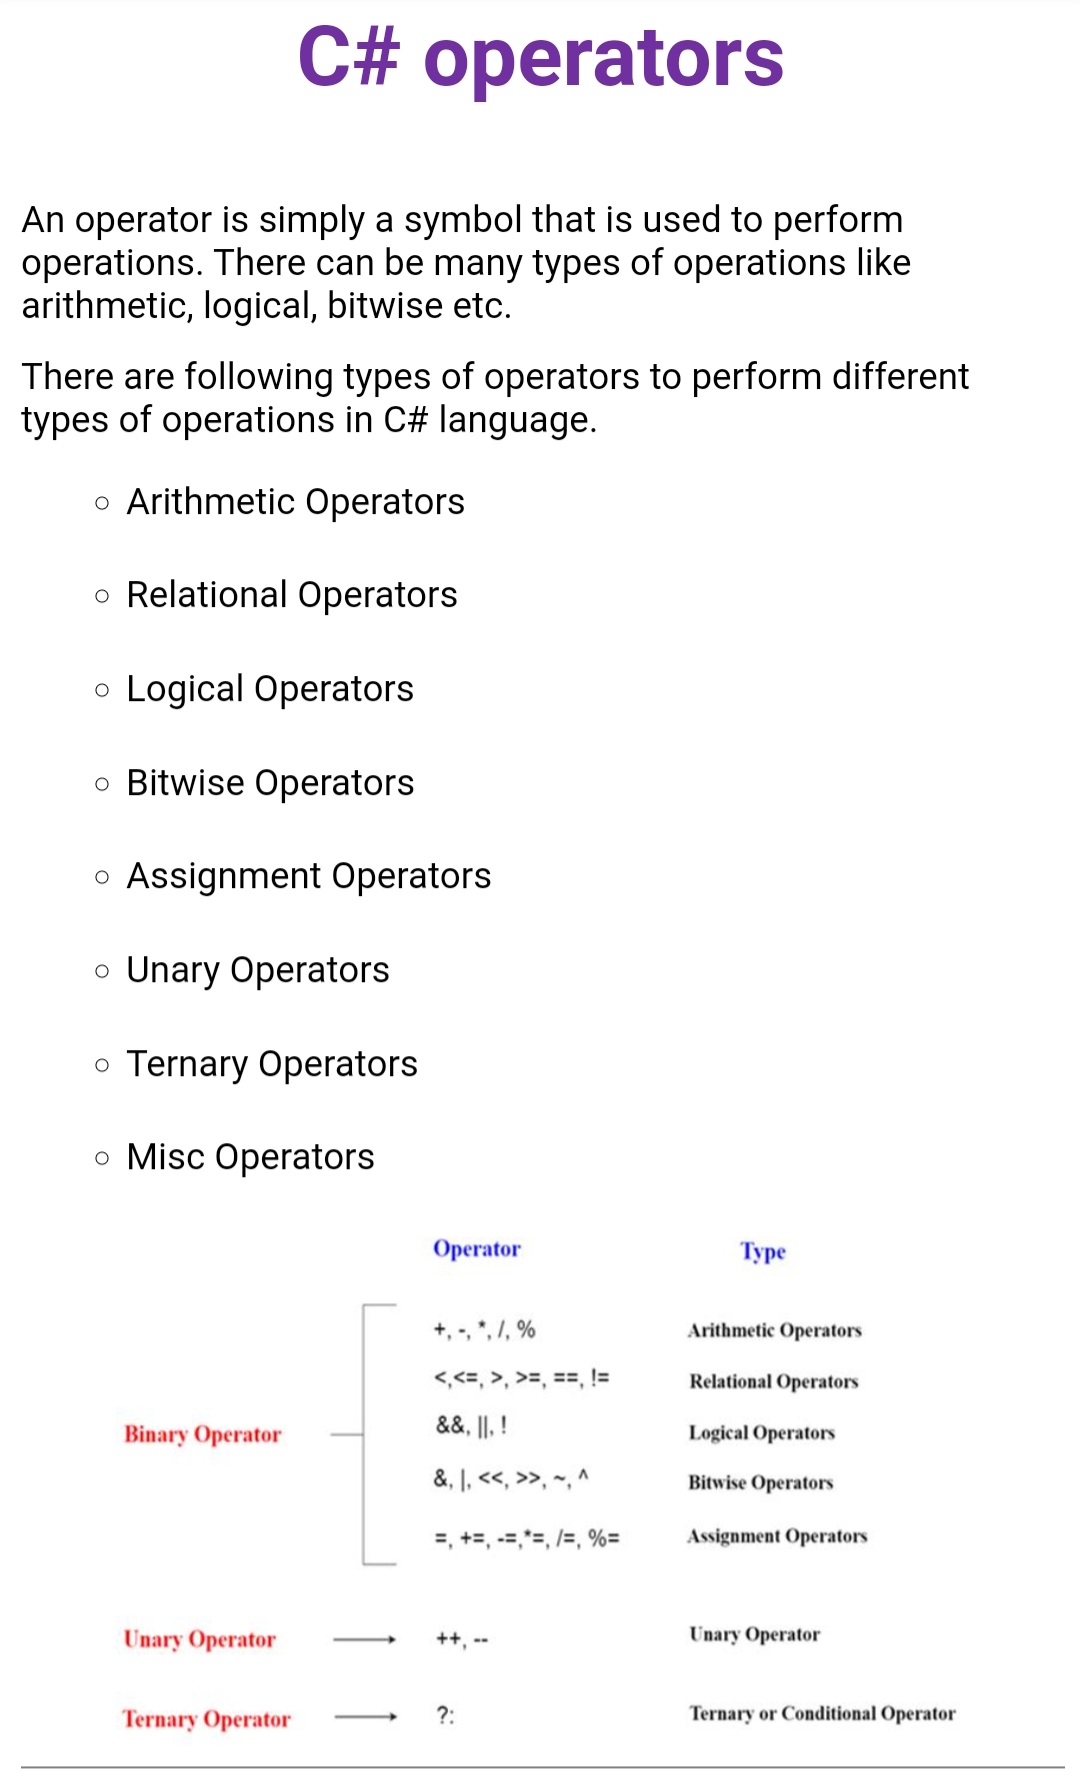 C# operators
An operator is simply a symbol that is used to perform
operations. There can be many types of operations like
arithmetic, logical, bitwise etc.
There are following types of operators to perform different
types of operations in C# language.
○ Arithmetic Operators
○ Relational Operators
○ Logical Operators
○ Bitwise Operators
○ Assignment Operators
○ Unary Operators
○ Ternary Operators
○ Misc Operators
Operator Type
+, -, *, /, % Arithmetic Operators
<,<=, >, >=, ==, != Relational Operators
Binary Operator &&, ||, ! Logical Operators
&, |, <<, >>, ~, ^ Bitwise Operators
=, +=, -=,*=, /=, %= Assignment Operators
Unary Operator ++, -- Unary Operator
Ternary Operator ?: Ternary or Conditional Operator